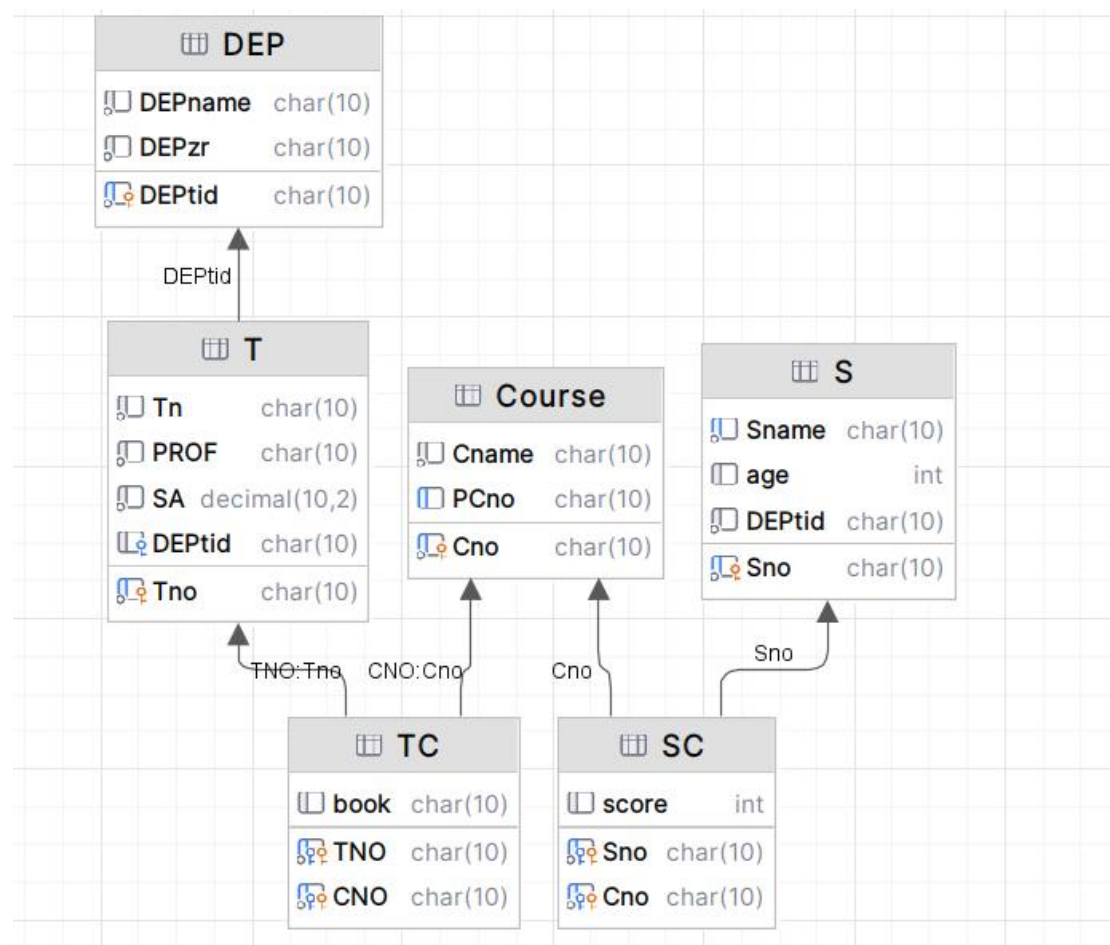 DEP
DEPname char(10)
DEPzr char(10)
DEPtid char(10)
DEPtid
T
Tn char(10)
PROF char(10)
SA decimal(10,2)
DEPtid char(10)
Tno char(10)
Course
Cname char(10)
PCno char(10)
Cno char(10)
S
Sname char(10)
age int
DEPtid char(10)
Sno char(10)
TNO:Tno
CNO:Cno
Cno
Sno
TC
book char(10)
TNO char(10)
CNO char(10)
SC
score int
Sno char(10)
Cno char(10)